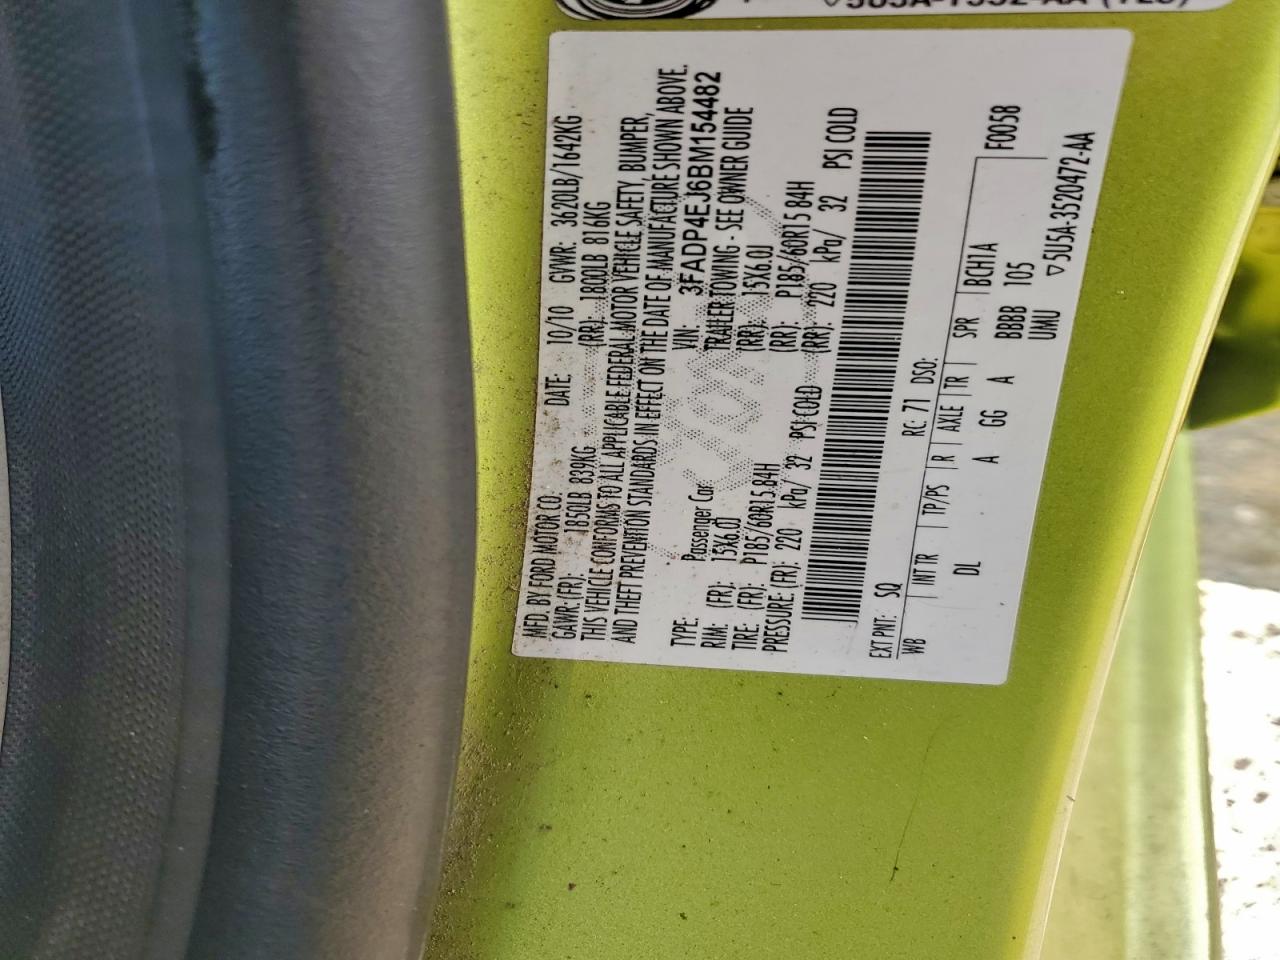 5U5A-1532-AA (126)
MFD. BY FORD MOTOR CO. DATE: 10/10 GVWR: 3620LB/1642KG
GAWR: (FR): 1850LB 839KG (RR): 1800LB 816KG
THIS VEHICLE CONFORMS TO ALL APPLICABLE FEDERAL MOTOR VEHICLE SAFETY, BUMPER,
AND THEFT PREVENTION STANDARDS IN EFFECT ON THE DATE OF MANUFACTURE SHOWN ABOVE.
VIN: 3FADP4EJ6BM154482
TYPE: Passenger Car TRAILER TOWING - SEE OWNER GUIDE
RIM: (FR): 15X6.0J (RR): 15X6.0J
TIRE: (FR): P185/60R15 84H (RR): P185/60R15 84H
PRESSURE: (FR): 220 kPa/ 32 PSI COLD (RR): 220 kPa/ 32 PSI COLD
EXT PNT: SQ RC: 71 DSO: F0058
WB INT TR TP/PS R AXLE TR SPR BCH1A
DL A GG A BBBB 105
UMU ▽5U5A-3520472-AA